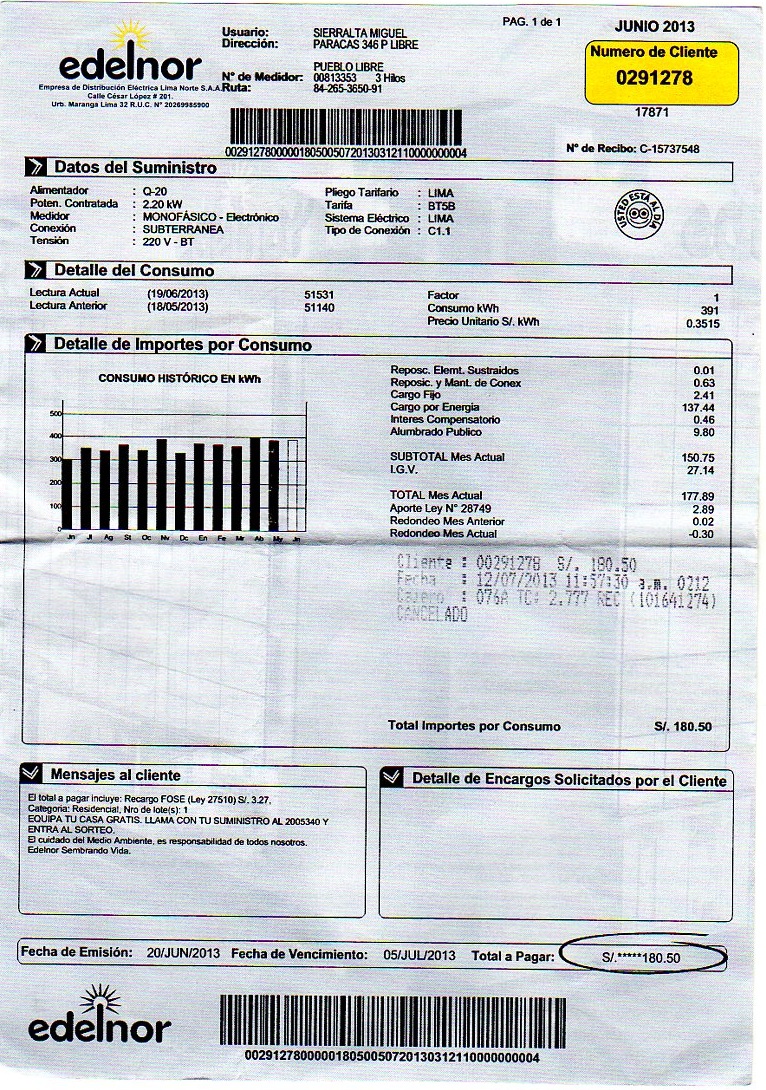 PAG. 1 de 1
JUNIO 2013
edelnor
Empresa de Distribución Eléctrica Lima Norte S.A.A.
Calle César López # 201.
Urb. Maranga Lima 32 R.U.C. N° 20269985900
Usuario: SIERRALTA MIGUEL
Dirección: PARACAS 346 P LIBRE
PUEBLO LIBRE
N° de Medidor: 00813353 3 Hilos
Ruta: 84-265-3650-91
Numero de Cliente
0291278
17871
N° de Recibo: C-15737548
0029127800000180500507201303121100000000004
Datos del Suministro
Alimentador : Q-20
Poten. Contratada : 2.20 kW
Medidor : MONOFÁSICO - Electrónico
Conexión : SUBTERRANEA
Tensión : 220 V - BT
Pliego Tarifario : LIMA
Tarifa : BT5B
Sistema Eléctrico : LIMA
Tipo de Conexión : C1.1
USTED ESTA AL DIA
Detalle del Consumo
Lectura Actual (19/06/2013) 51531
Lectura Anterior (18/05/2013) 51140
Factor 1
Consumo kWh 391
Precio Unitario S/. kWh 0.3515
Detalle de Importes por Consumo
CONSUMO HISTÓRICO EN kWh
500
400
300
200
100
0
Jn Jl Ag St Oc Nv Dc En Fe Mr Ab My Jn
Reposc. Elemt. Sustraidos 0.01
Reposic. y Mant. de Conex 0.63
Cargo Fijo 2.41
Cargo por Energia 137.44
Interes Compensatorio 0.46
Alumbrado Publico 9.80
SUBTOTAL Mes Actual 150.75
I.G.V. 27.14
TOTAL Mes Actual 177.89
Aporte Ley N° 28749 2.89
Redondeo Mes Anterior 0.02
Redondeo Mes Actual -0.30
Cliente : 00291278 S/. 180.50
Fecha : 12/07/2013 11:57:30 a.m. 0212
Cajero : 076A TC: 2.777 REC (101641274)
CANCELADO
Total Importes por Consumo S/. 180.50
Mensajes al cliente
El total a pagar incluye: Recargo FOSE (Ley 27510) S/. 3.27,
Categoria: Residencial, Nro de lote(s): 1
EQUIPA TU CASA GRATIS. LLAMA CON TU SUMINISTRO AL 2005340 Y
ENTRA AL SORTEO.
El cuidado del Medio Ambiente, es responsabilidad de todos nosotros.
Edelnor Sembrando Vida.
Detalle de Encargos Solicitados por el Cliente
Fecha de Emisión: 20/JUN/2013 Fecha de Vencimiento: 05/JUL/2013 Total a Pagar: S/.*****180.50
edelnor
0029127800000180500507201303121100000000004